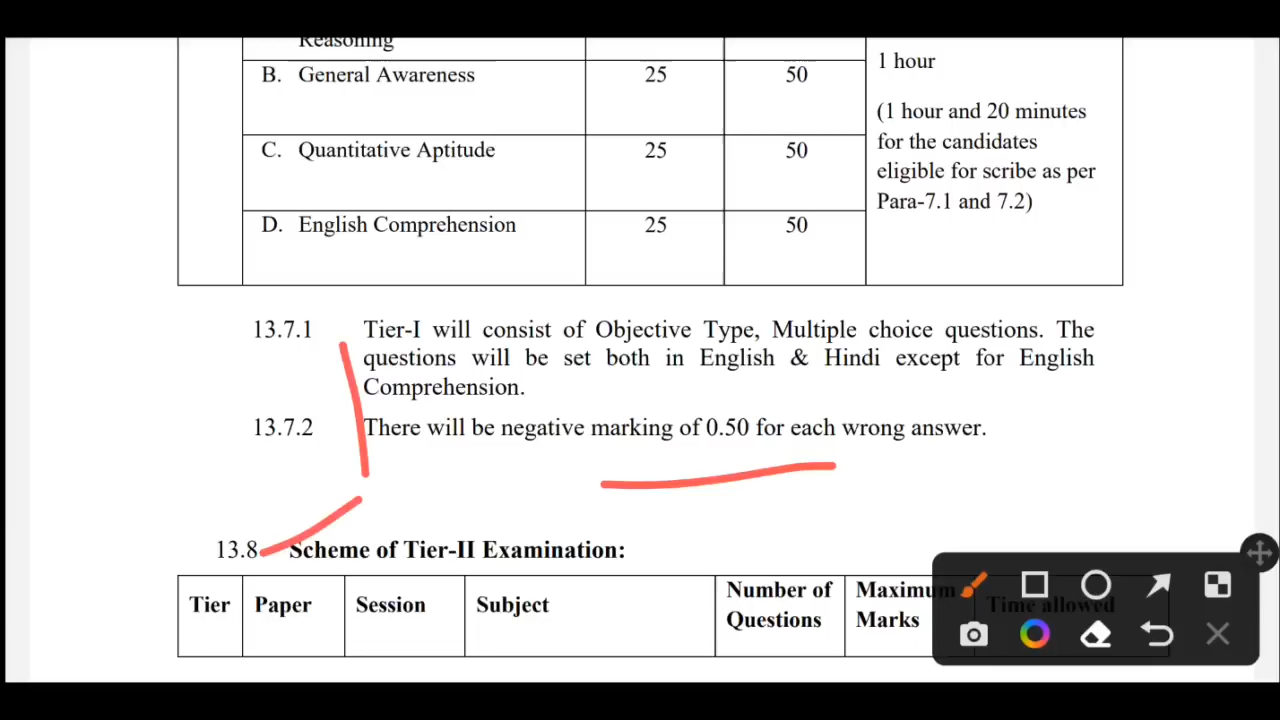 Reasoning
B. General Awareness 25 50
1 hour
(1 hour and 20 minutes
for the candidates
eligible for scribe as per
Para-7.1 and 7.2)
C. Quantitative Aptitude 25 50
D. English Comprehension 25 50
13.7.1 Tier-I will consist of Objective Type, Multiple choice questions. The
questions will be set both in English & Hindi except for English
Comprehension.
13.7.2 There will be negative marking of 0.50 for each wrong answer.
13.8 Scheme of Tier-II Examination:
Tier Paper Session Subject
Number of
Questions
Maximum
Marks
Time allowed